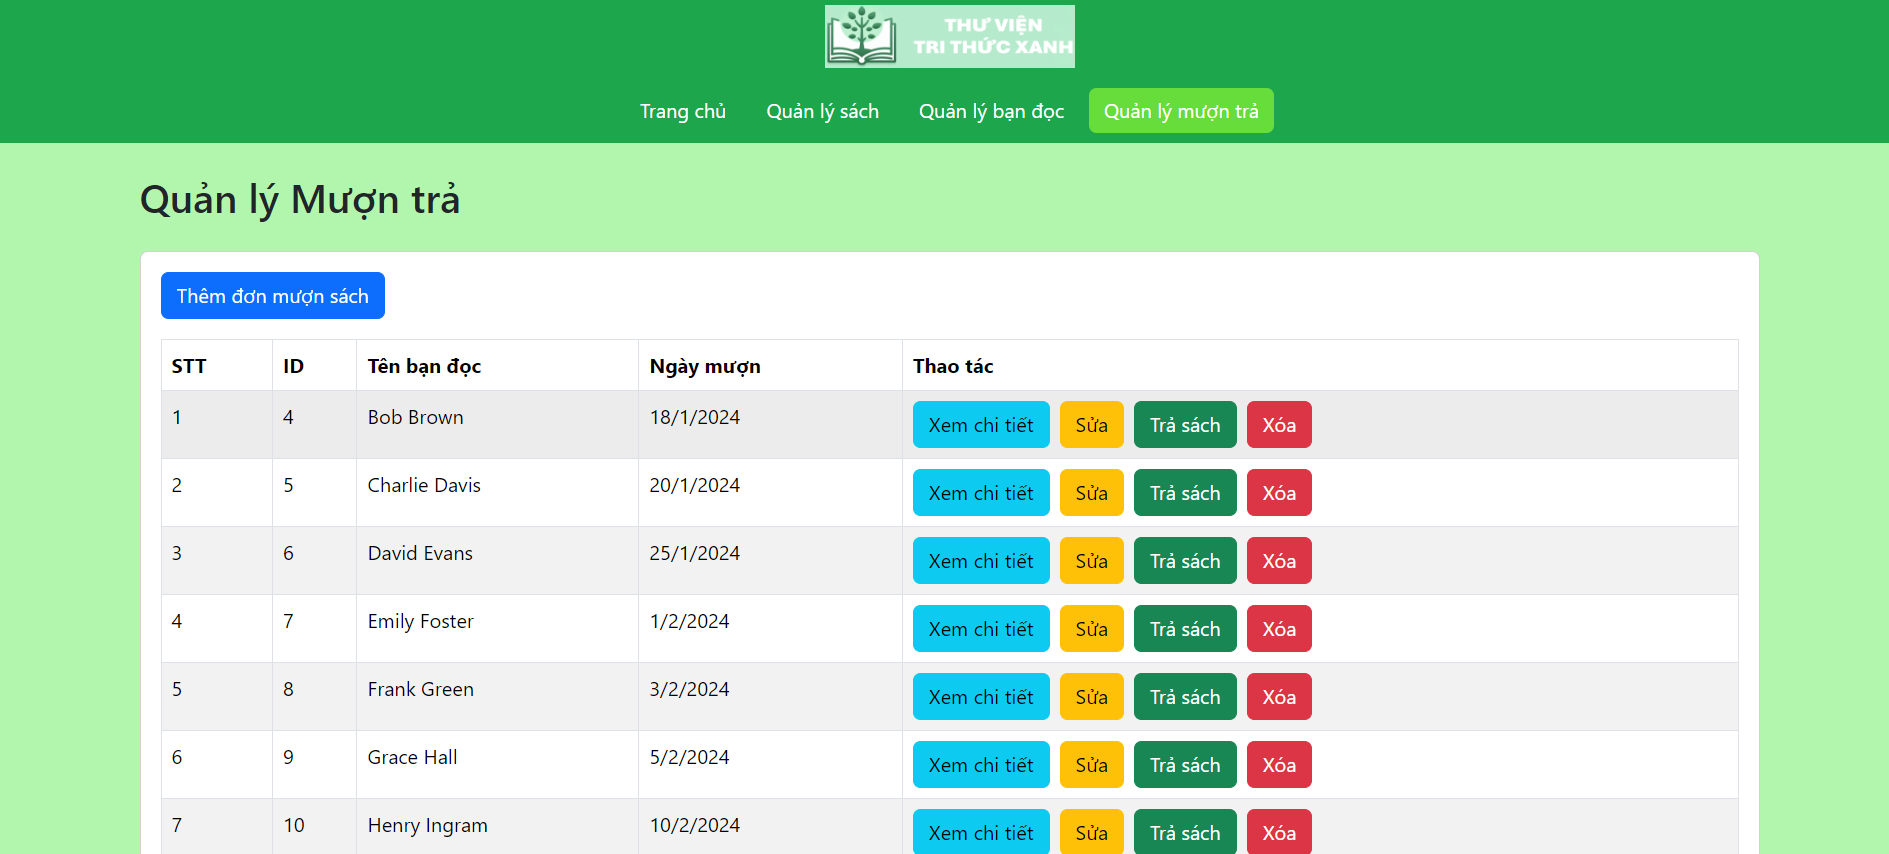 THƯ VIỆN
TRI THỨC XANH
Trang chủ Quản lý sách Quản lý bạn đọc Quản lý mượn trả
Quản lý Mượn trả
Thêm đơn mượn sách
STT ID Tên bạn đọc Ngày mượn Thao tác
1 4 Bob Brown 18/1/2024 Xem chi tiết Sửa Trả sách Xóa
2 5 Charlie Davis 20/1/2024 Xem chi tiết Sửa Trả sách Xóa
3 6 David Evans 25/1/2024 Xem chi tiết Sửa Trả sách Xóa
4 7 Emily Foster 1/2/2024 Xem chi tiết Sửa Trả sách Xóa
5 8 Frank Green 3/2/2024 Xem chi tiết Sửa Trả sách Xóa
6 9 Grace Hall 5/2/2024 Xem chi tiết Sửa Trả sách Xóa
7 10 Henry Ingram 10/2/2024 Xem chi tiết Sửa Trả sách Xóa